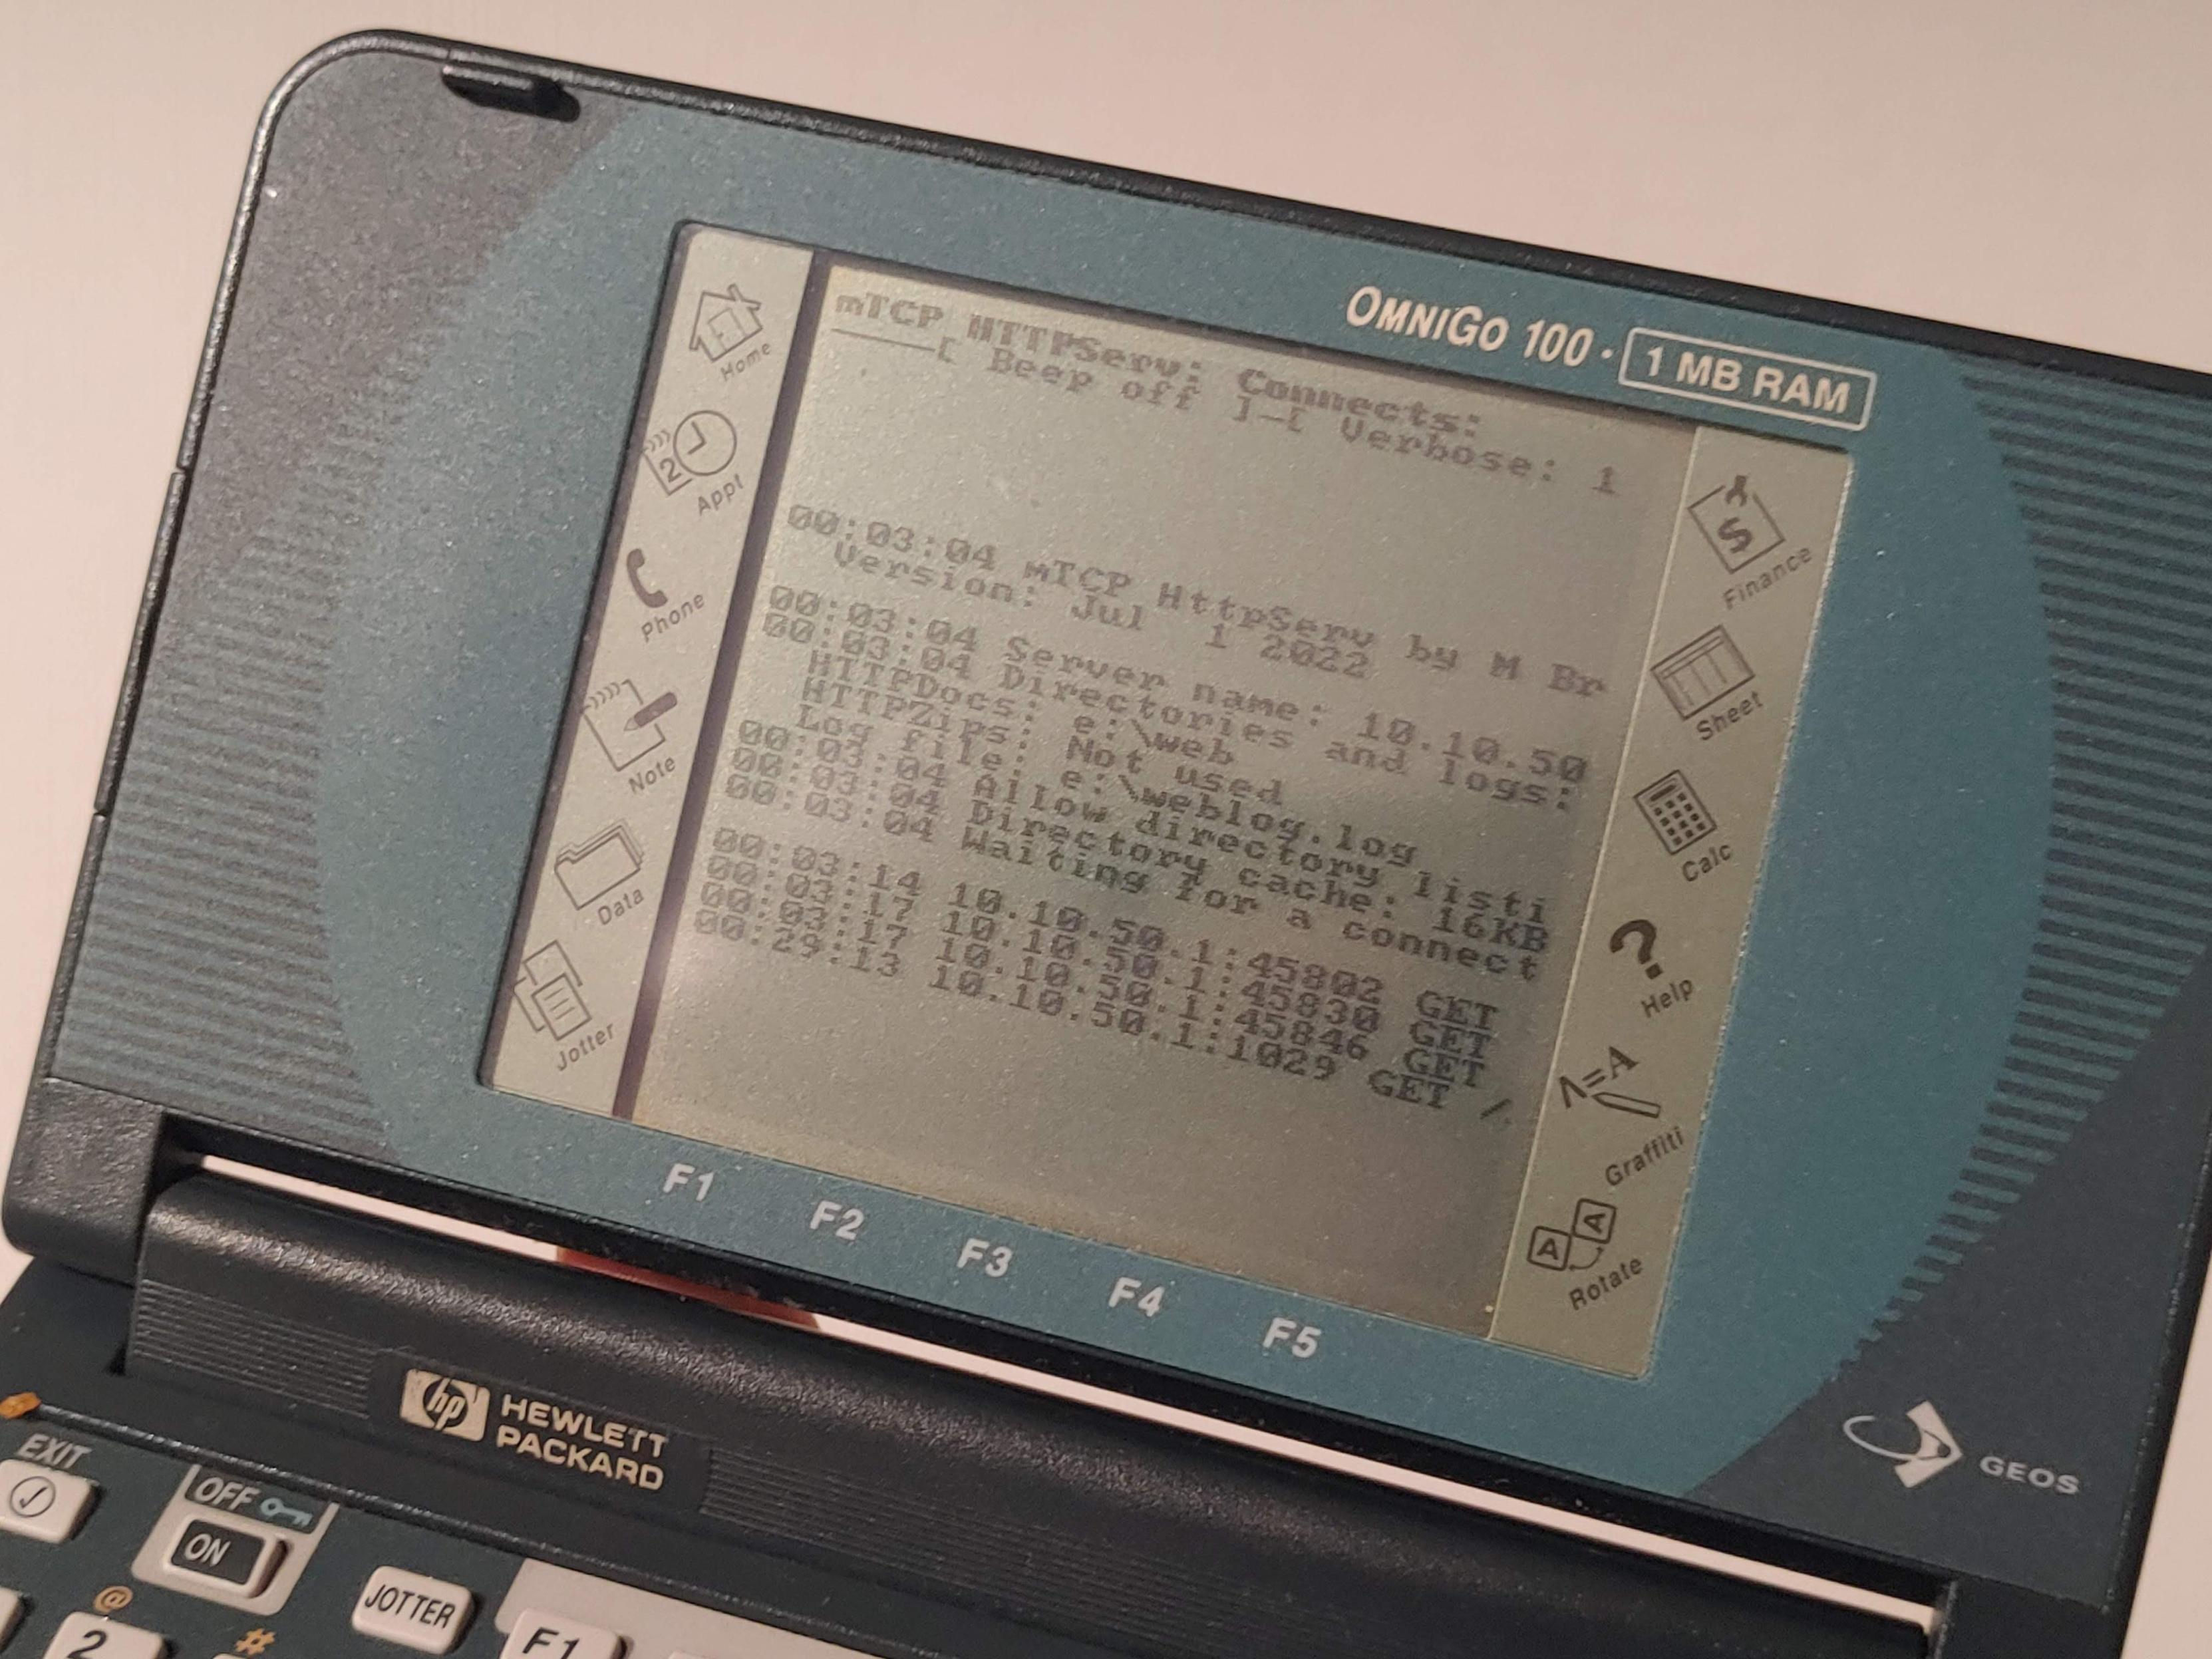 OMNIGO 100 · 1 MB RAM
Home
Appt
2
Phone
Note
Data
Jotter
mTCP HTTPServ: Connects:
[ Beep off ]-[ Verbose: 1
00:03:04 mTCP HttpServ by M Br
Version: Jul 1 2022
00:03:04 Server name: 10.10.50
00:03:04 Directories and logs:
HTTPDocs: e:\web
HTTPZips: Not used
Log file: e:\weblog.log
00:03:04 Allow directory listi
00:03:04 Directory cache: 16KB
00:03:04 Waiting for a connect
00:03:14 10.10.50.1:45802 GET
00:03:17 10.10.50.1:45830 GET
00:03:17 10.10.50.1:45846 GET
00:29:13 10.10.50.1:1029 GET /
$
Finance
Sheet
Calc
?
Help
Λ=A
Graffiti
A A
Rotate
F1 F2 F3 F4 F5
hp HEWLETT
PACKARD
GEOS
EXIT
OFF
ON
JOTTER
@
2
#
F1